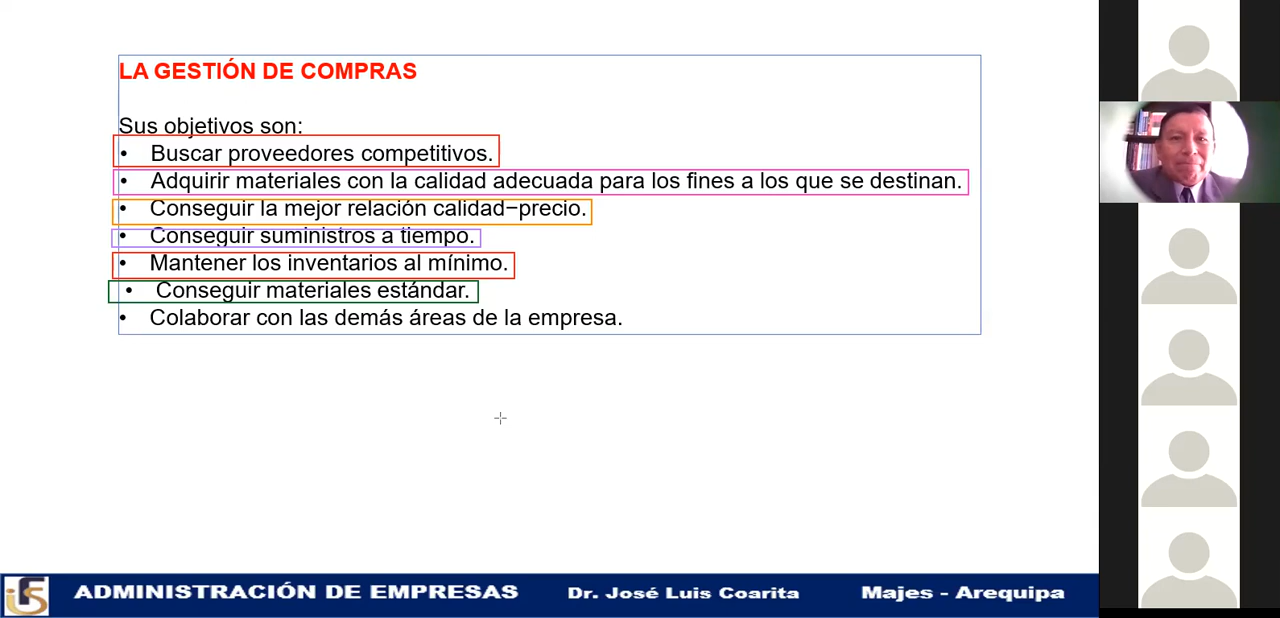 LA GESTIÓN DE COMPRAS
Sus objetivos son:
• Buscar proveedores competitivos.
• Adquirir materiales con la calidad adecuada para los fines a los que se destinan.
• Conseguir la mejor relación calidad–precio.
• Conseguir suministros a tiempo.
• Mantener los inventarios al mínimo.
• Conseguir materiales estándar.
• Colaborar con las demás áreas de la empresa.
ADMINISTRACIÓN DE EMPRESAS Dr. José Luis Coarita Majes - Arequipa